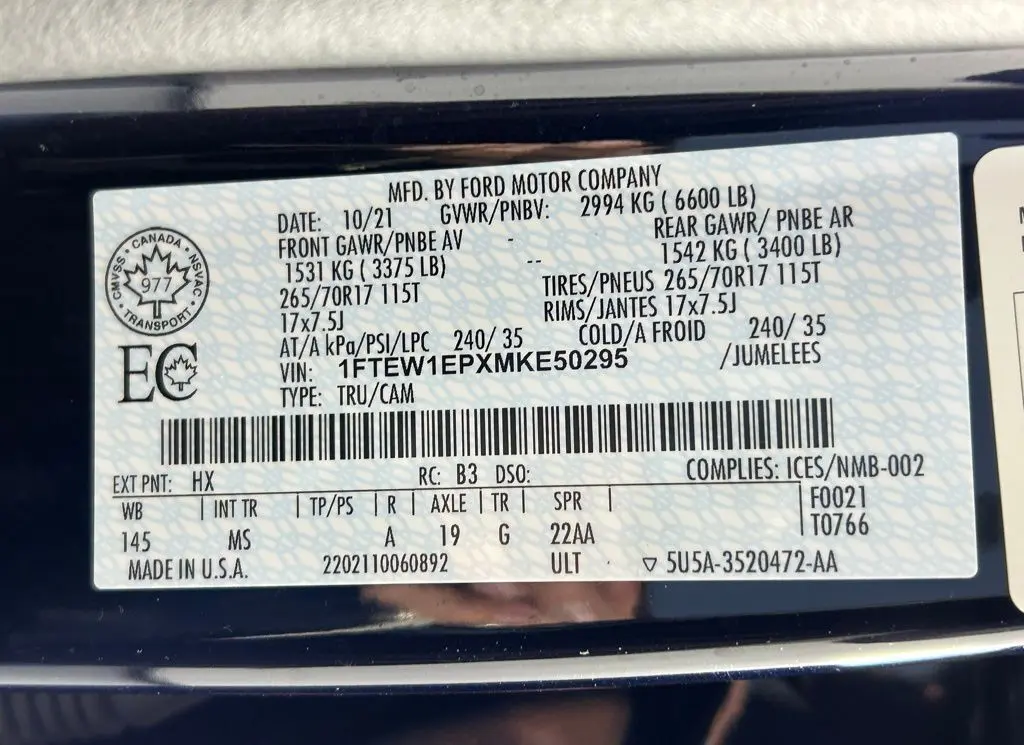 MFD. BY FORD MOTOR COMPANY
DATE: 10/21 GVWR/PNBV: 2994 KG ( 6600 LB)
FRONT GAWR/PNBE AV - REAR GAWR/ PNBE AR
1531 KG ( 3375 LB) -- 1542 KG ( 3400 LB)
265/70R17 115T TIRES/PNEUS 265/70R17 115T
17x7.5J RIMS/JANTES 17x7.5J
AT/A kPa/PSI/LPC 240/ 35 COLD/A FROID 240/ 35
VIN: 1FTEW1EPXMKE50295 /JUMELEES
TYPE: TRU/CAM
CANADA
CMVSS NSVAC
977
TRANSPORT
EC
EXT PNT: HX RC: B3 DSO: COMPLIES: ICES/NMB-002
WB | INT TR | TP/PS | R | AXLE | TR | SPR | F0021
145 MS A 19 G 22AA T0766
MADE IN U.S.A. 2202110060892 ULT ▽ 5U5A-3520472-AA